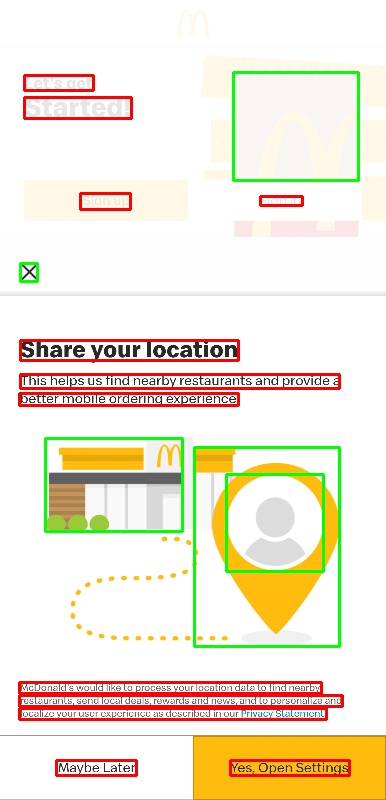 Let's get
Started!
Sign up
Share your location
This helps us find nearby restaurants and provide a
better mobile ordering experience.
McDonald's would like to process your location data to find nearby
restaurants, send local deals, rewards and news, and to personalize and
localize your user experience as described in our Privacy Statement.
Maybe Later
Yes, Open Settings